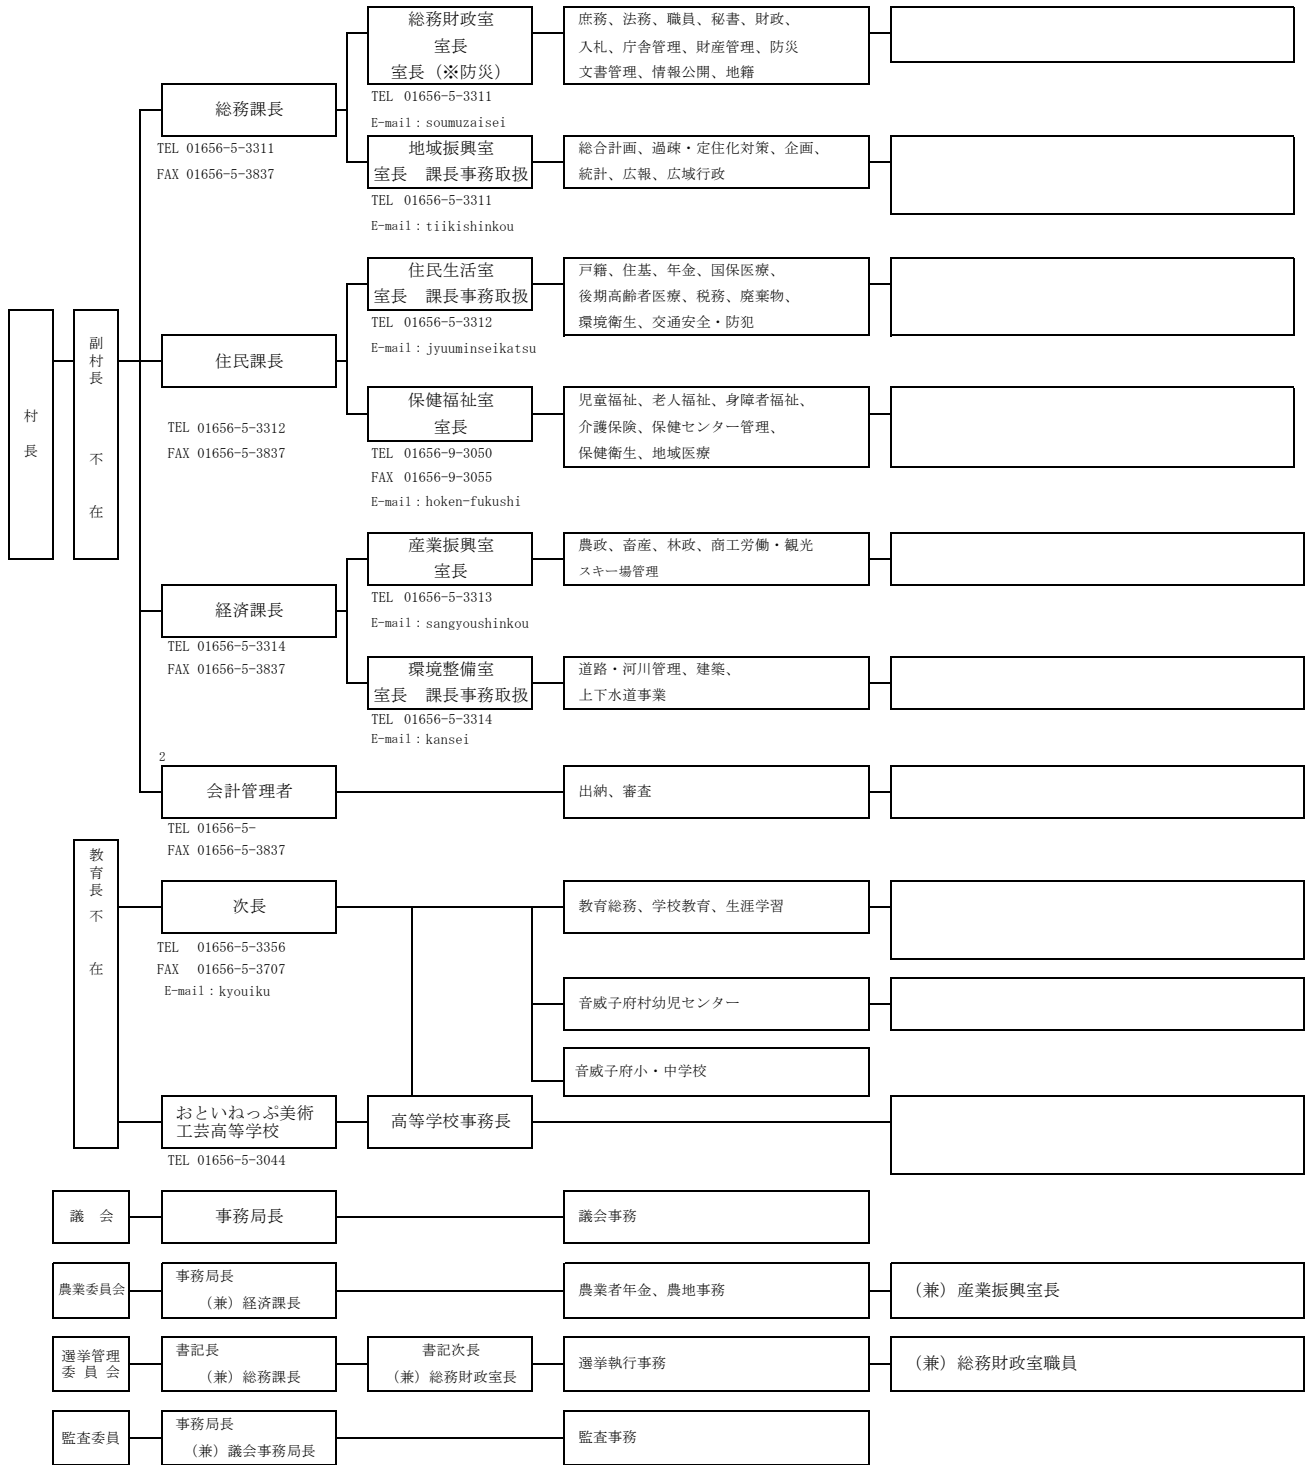 村
長
副村長　不　在
総務課長
TEL 01656-5-3311
FAX 01656-5-3837
総務財政室
室長
室長（※防災）
TEL 01656-5-3311
E-mail：soumuzaisei
庶務、法務、職員、秘書、財政、
入札、庁舎管理、財産管理、防災
文書管理、情報公開、地籍
地域振興室
室長　課長事務取扱
TEL 01656-5-3311
E-mail：tiikishinkou
総合計画、過疎・定住化対策、企画、
統計、広報、広域行政
住民課長
TEL 01656-5-3312
FAX 01656-5-3837
住民生活室
室長　課長事務取扱
TEL 01656-5-3312
E-mail：jyuuminseikatsu
戸籍、住基、年金、国保医療、
後期高齢者医療、税務、廃棄物、
環境衛生、交通安全・防犯
保健福祉室
室長
TEL 01656-9-3050
FAX 01656-9-3055
E-mail：hoken-fukushi
児童福祉、老人福祉、身障者福祉、
介護保険、保健センター管理、
保健衛生、地域医療
経済課長
TEL 01656-5-3314
FAX 01656-5-3837
産業振興室
室長
TEL 01656-5-3313
E-mail：sangyoushinkou
農政、畜産、林政、商工労働・観光
スキー場管理
環境整備室
室長　課長事務取扱
TEL 01656-5-3314
E-mail：kansei
道路・河川管理、建築、
上下水道事業
2
会計管理者
TEL 01656-5-
FAX 01656-5-3837
出納、審査
教育長不　在
次長
TEL 01656-5-3356
FAX 01656-5-3707
E-mail：kyouiku
教育総務、学校教育、生涯学習
音威子府村幼児センター
音威子府小・中学校
おといねっぷ美術
工芸高等学校
TEL 01656-5-3044
高等学校事務長
議　会
事務局長
議会事務
農業委員会
事務局長
（兼）経済課長
農業者年金、農地事務
（兼）産業振興室長
選挙管理
委 員 会
書記長
（兼）総務課長
書記次長
（兼）総務財政室長
選挙執行事務
（兼）総務財政室職員
監査委員
事務局長
（兼）議会事務局長
監査事務